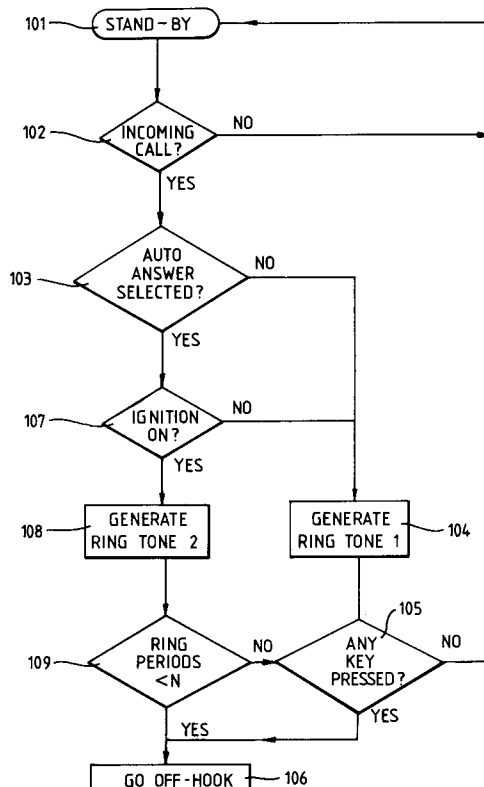 101
STAND-BY
102
INCOMING
CALL?
NO
YES
103
AUTO
ANSWER
SELECTED?
NO
YES
107
IGNITION
ON?
NO
YES
108
GENERATE
RING TONE 2
GENERATE
RING TONE 1
104
105
109
RING
PERIODS
<N
NO
ANY
KEY
PRESSED?
NO
YES
YES
GO OFF-HOOK
106